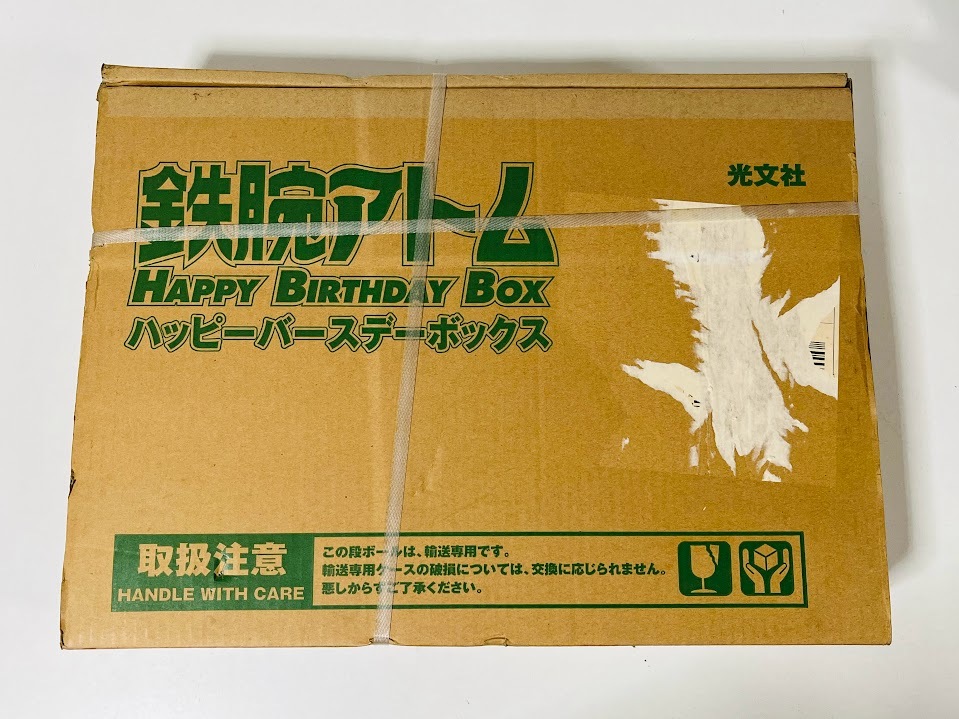 鉄腕アトム
光文社
HAPPY BIRTHDAY BOX
ハッピーバースデーボックス
取扱注意
HANDLE WITH CARE
この段ボールは、輸送専用です。
輸送専用ケースの破損については、交換に応じられません。
悪しからずご了承ください。